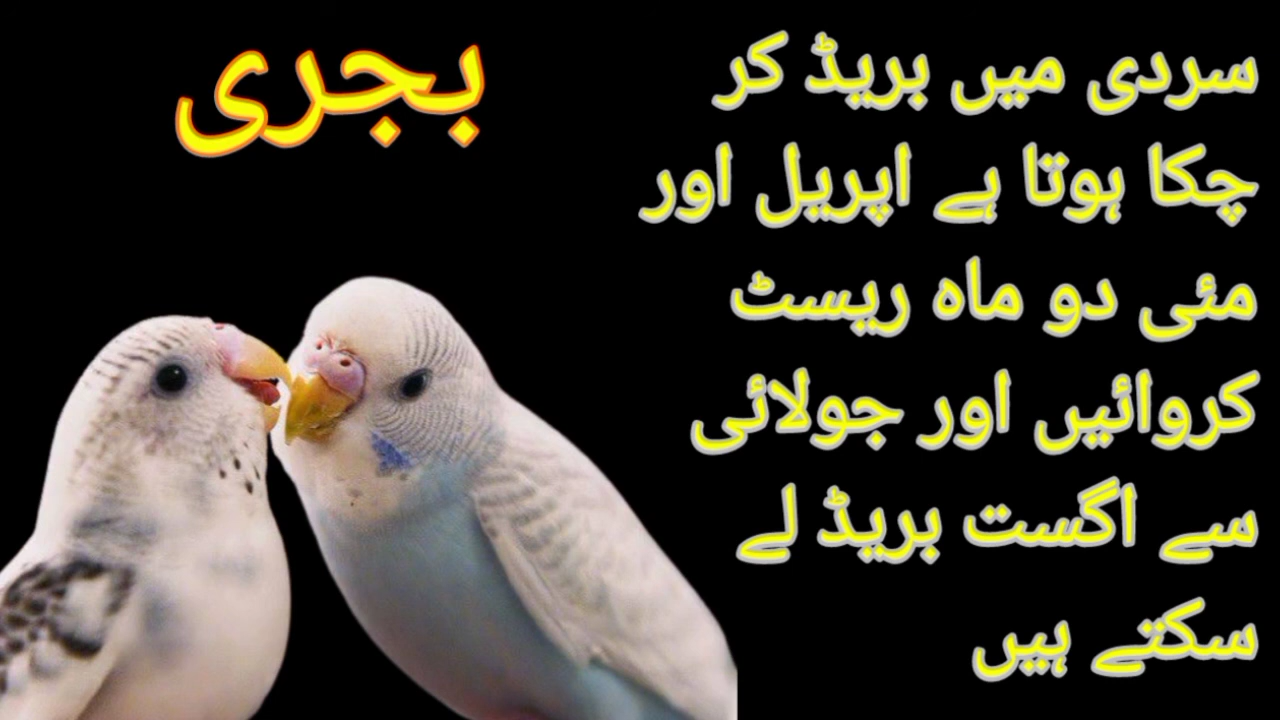 بجری
سردی میں بریڈ کر
چکا ہوتا ہے اپریل اور
مئی دو ماہ ریسٹ
کروائیں اور جولائی
سے اگست بریڈ لے
سکتے ہیں